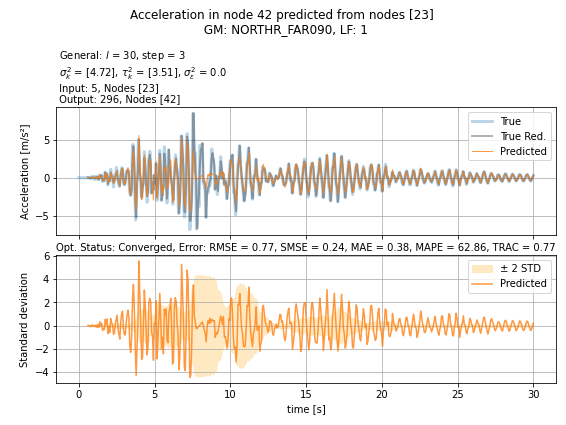 Acceleration in node 42 predicted from nodes [23]
GM: NORTHR_FAR090, LF: 1
General: l = 30, step = 3
σ²ₖ = [4.72], τ²ₖ = [3.51], σ²ε = 0.0
Input: 5, Nodes [23]
Output: 296, Nodes [42]
Acceleration [m/s²]
5
0
−5
True
True Red.
Predicted
Opt. Status: Converged, Error: RMSE = 0.77, SMSE = 0.24, MAE = 0.38, MAPE = 62.86, TRAC = 0.77
Standard deviation
6
4
2
0
−2
−4
± 2 STD
Predicted
0 5 10 15 20 25 30
time [s]